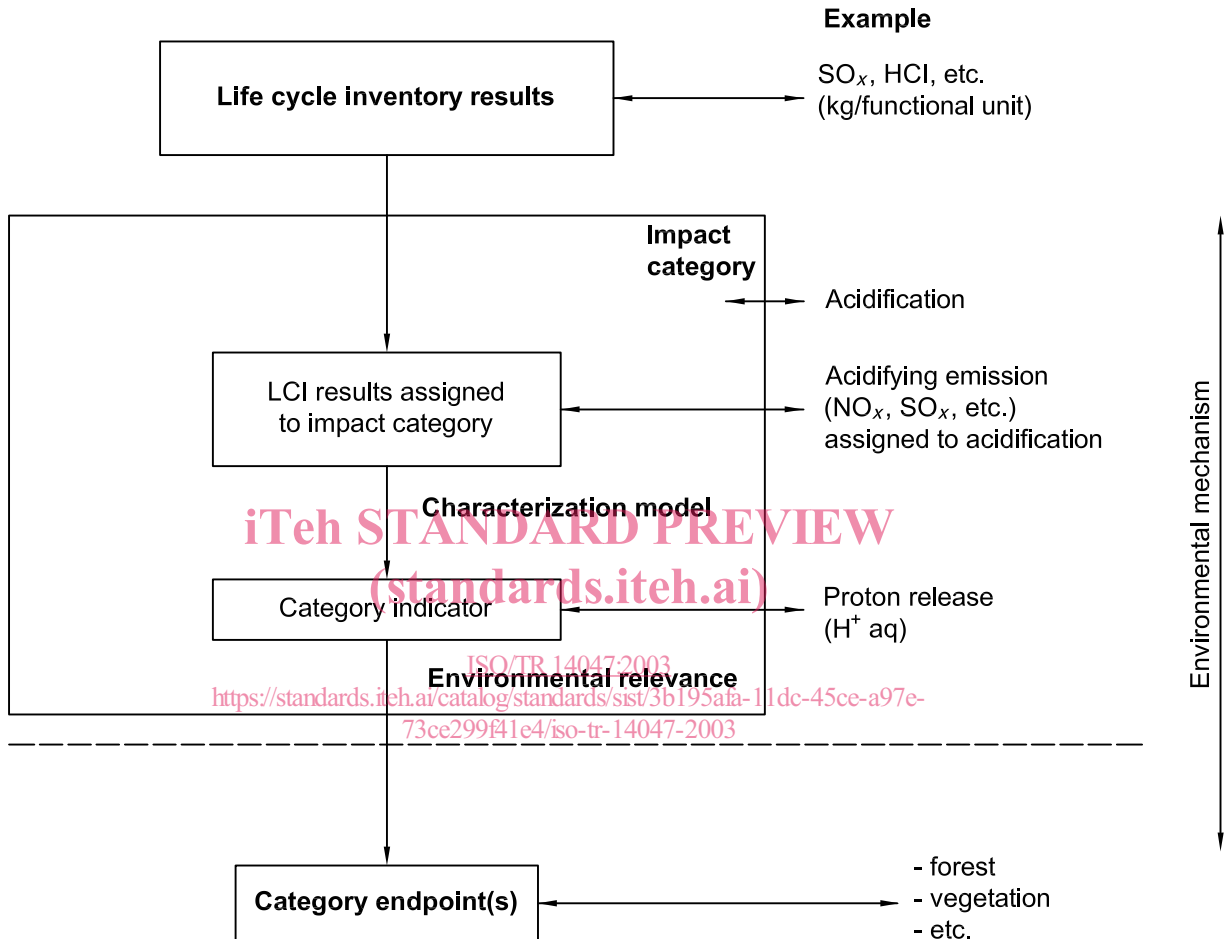 Example
Life cycle inventory results
SOx, HCl, etc.
(kg/functional unit)
Impact
category
Acidification
LCI results assigned
to impact category
Acidifying emission
(NOx, SOx, etc.)
assigned to acidification
Environmental mechanism
Characterization model
iTeh STANDARD PREVIEW
(standards.iteh.ai)
Category indicator
Proton release
(H+ aq)
ISO/TR 14047:2003
Environmental relevance
https://standards.iteh.ai/catalog/standards/sist/3b195afa-11dc-45ce-a97e-
73ce299f41e4/iso-tr-14047-2003
Category endpoint(s)
- forest
- vegetation
- etc.